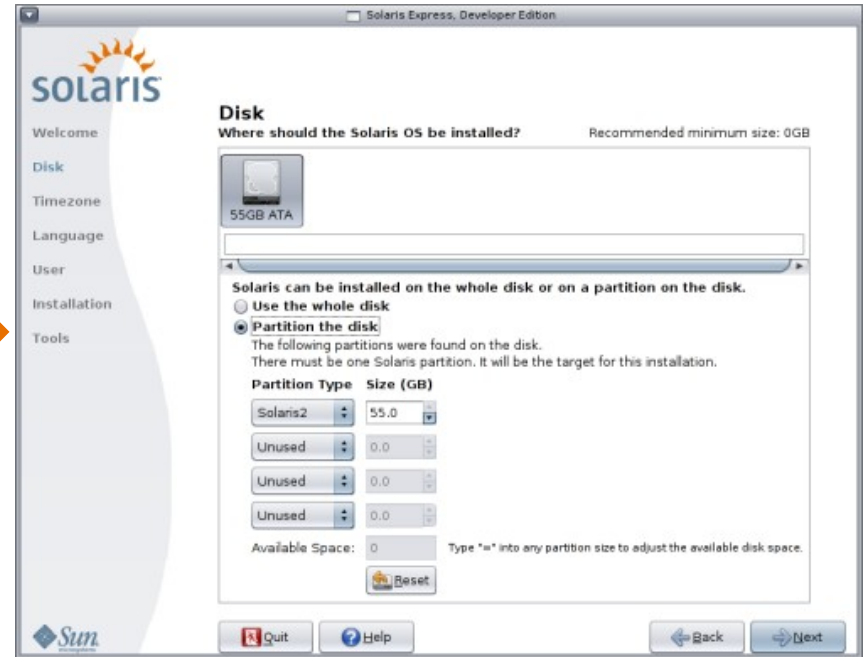 Solaris Express, Developer Edition
solaris
Welcome
Disk
Timezone
Language
User
Installation
Tools
Disk
Where should the Solaris OS be installed? Recommended minimum size: 0GB
55GB ATA
Solaris can be installed on the whole disk or on a partition on the disk.
Use the whole disk
Partition the disk
The following partitions were found on the disk.
There must be one Solaris partition. It will be the target for this installation.
Partition Type Size (GB)
Solaris2 55.0
Unused 0.0
Unused 0.0
Unused 0.0
Available Space: 0 Type "=" into any partition size to adjust the available disk space.
Reset
Sun
microsystems
Quit Help Back Next